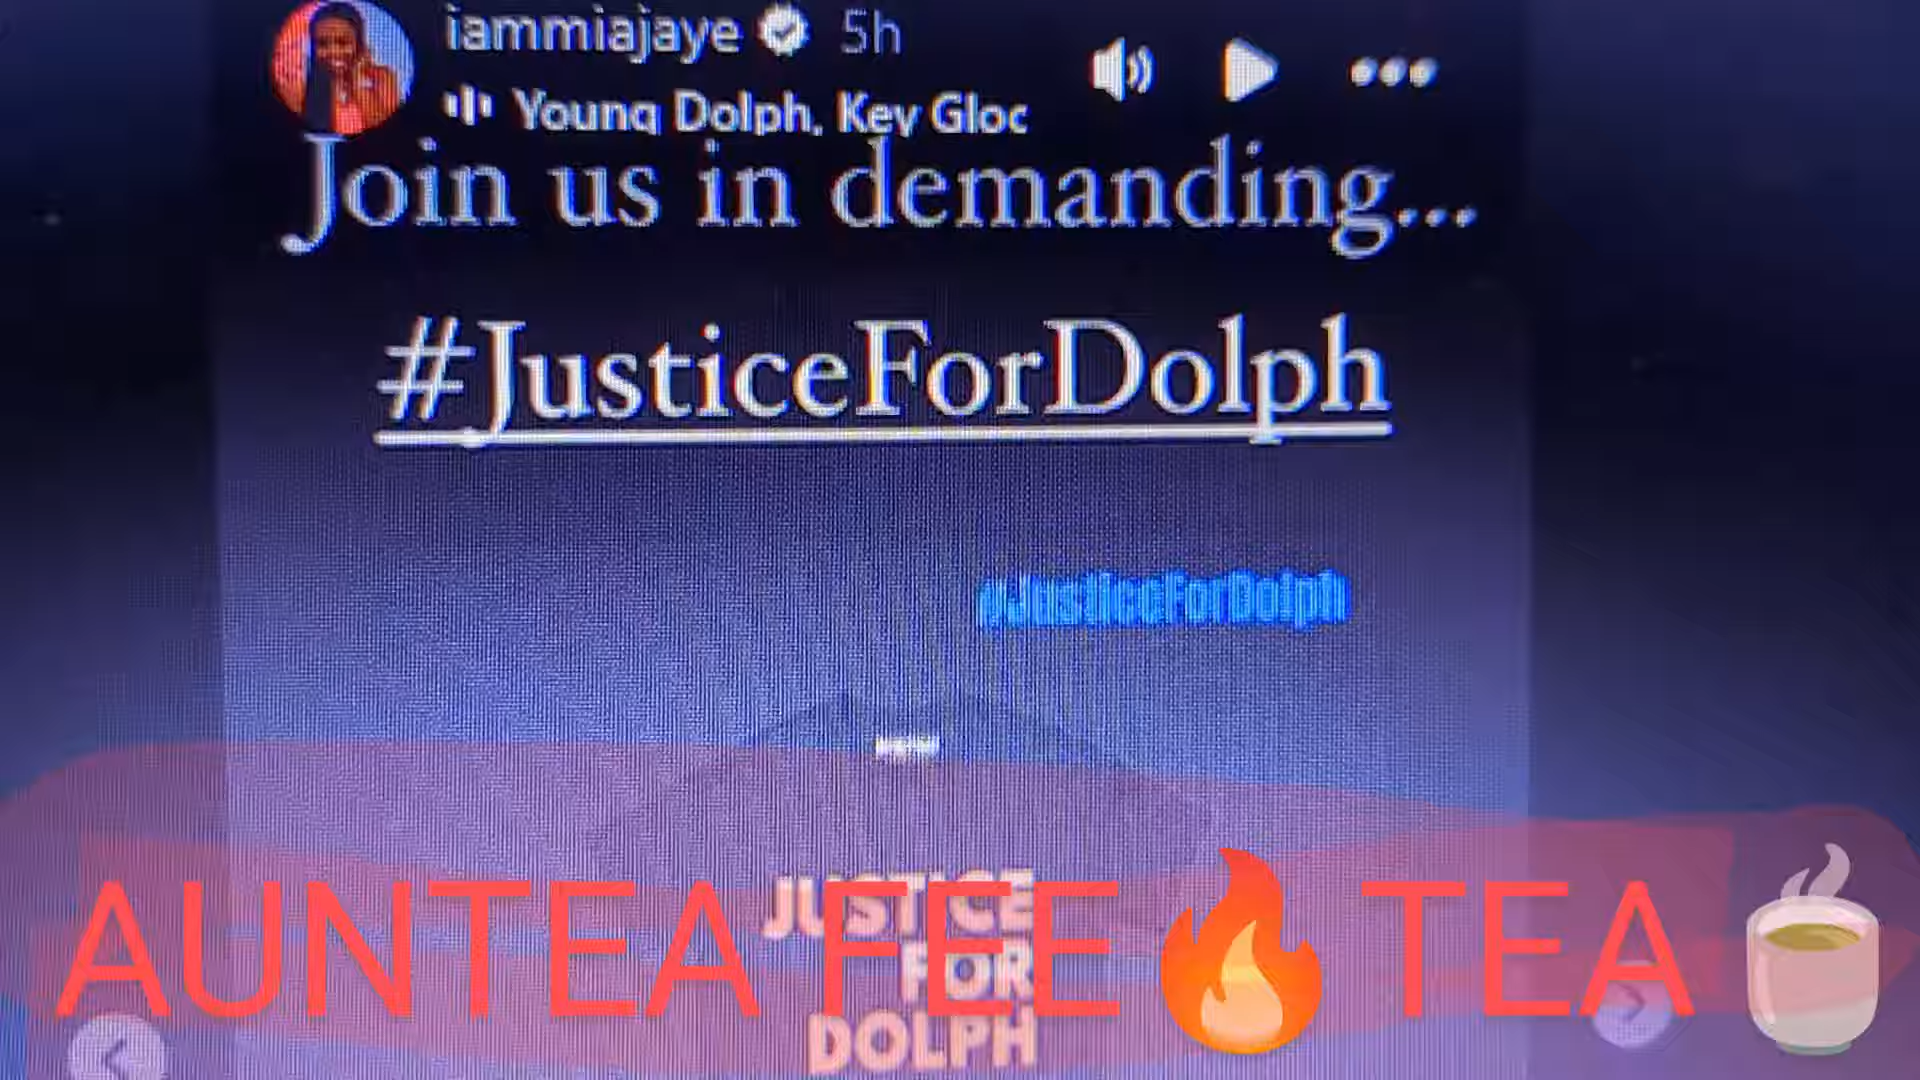 iammiajaye 5h
Young Dolph, Key Gloc
Join us in demanding...
#JusticeForDolph
#JusticeForDolph
JUSTICE
FOR
DOLPH
AUNTEA FEE🔥TEA🍵